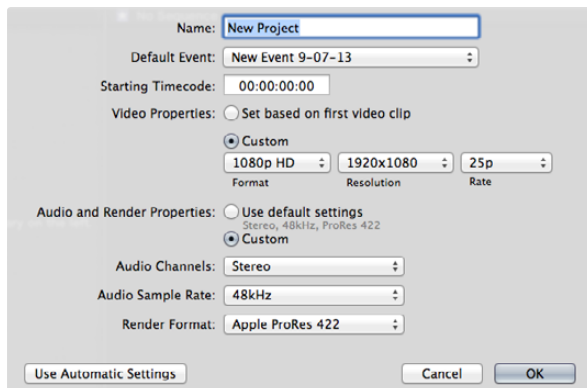 Name: New Project
Default Event: New Event 9-07-13
Starting Timecode: 00:00:00:00
Video Properties: Set based on first video clip
Custom
1080p HD 1920x1080 25p
Format Resolution Rate
Audio and Render Properties: Use default settings
Stereo, 48kHz, ProRes 422
Custom
Audio Channels: Stereo
Audio Sample Rate: 48kHz
Render Format: Apple ProRes 422
Use Automatic Settings Cancel OK